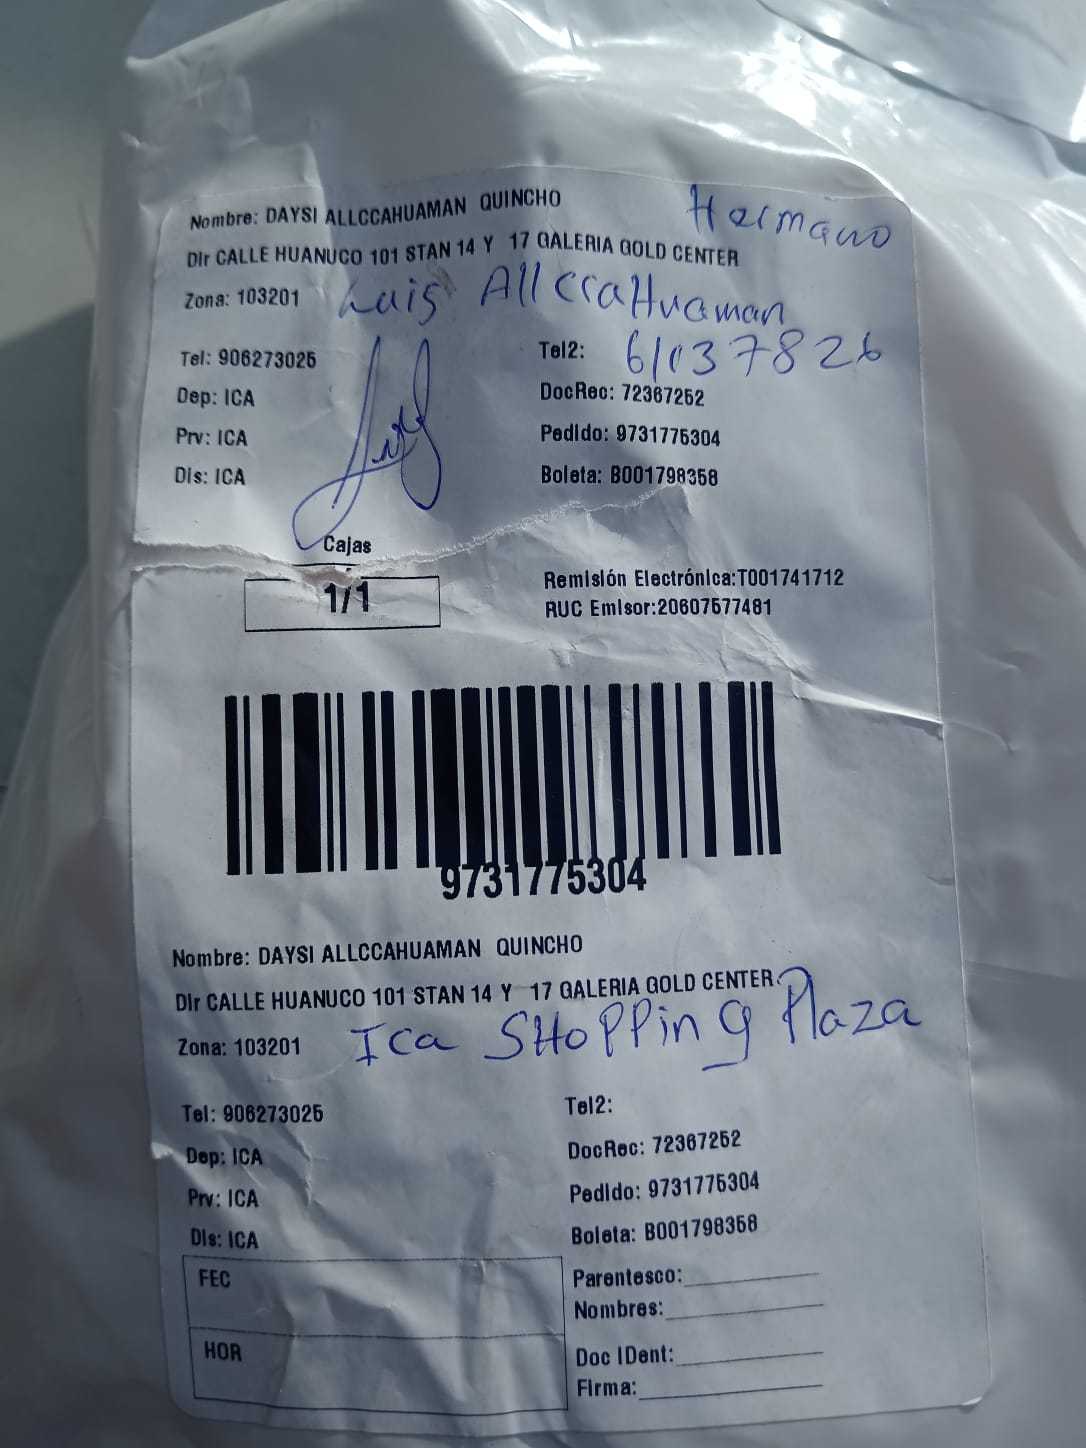 Hermano
Nombre: DAYSI ALLCCAHUAMAN QUINCHO
Dir CALLE HUANUCO 101 STAN 14 Y 17 GALERIA GOLD CENTER
Zona: 103201
Luis AllccaHuaman
Tel: 906273025
Tel2: 61037826
Dep: ICA
DocRec: 72367252
Prv: ICA
Pedido: 9731775304
Dis: ICA
Boleta: B001798358
Cajas
1/1
Remisión Electrónica:T001741712
RUC Emisor:20607577481
9731775304
Nombre: DAYSI ALLCCAHUAMAN QUINCHO
Dir CALLE HUANUCO 101 STAN 14 Y 17 GALERIA GOLD CENTER
Zona: 103201
Ica SHoPPing Plaza
Tel: 906273025
Tel2:
Dep: ICA
DocRec: 72367252
Prv: ICA
Pedido: 9731775304
Dis: ICA
Boleta: B001798358
FEC
Parentesco:
Nombres:
HOR
Doc IDent:
Firma: